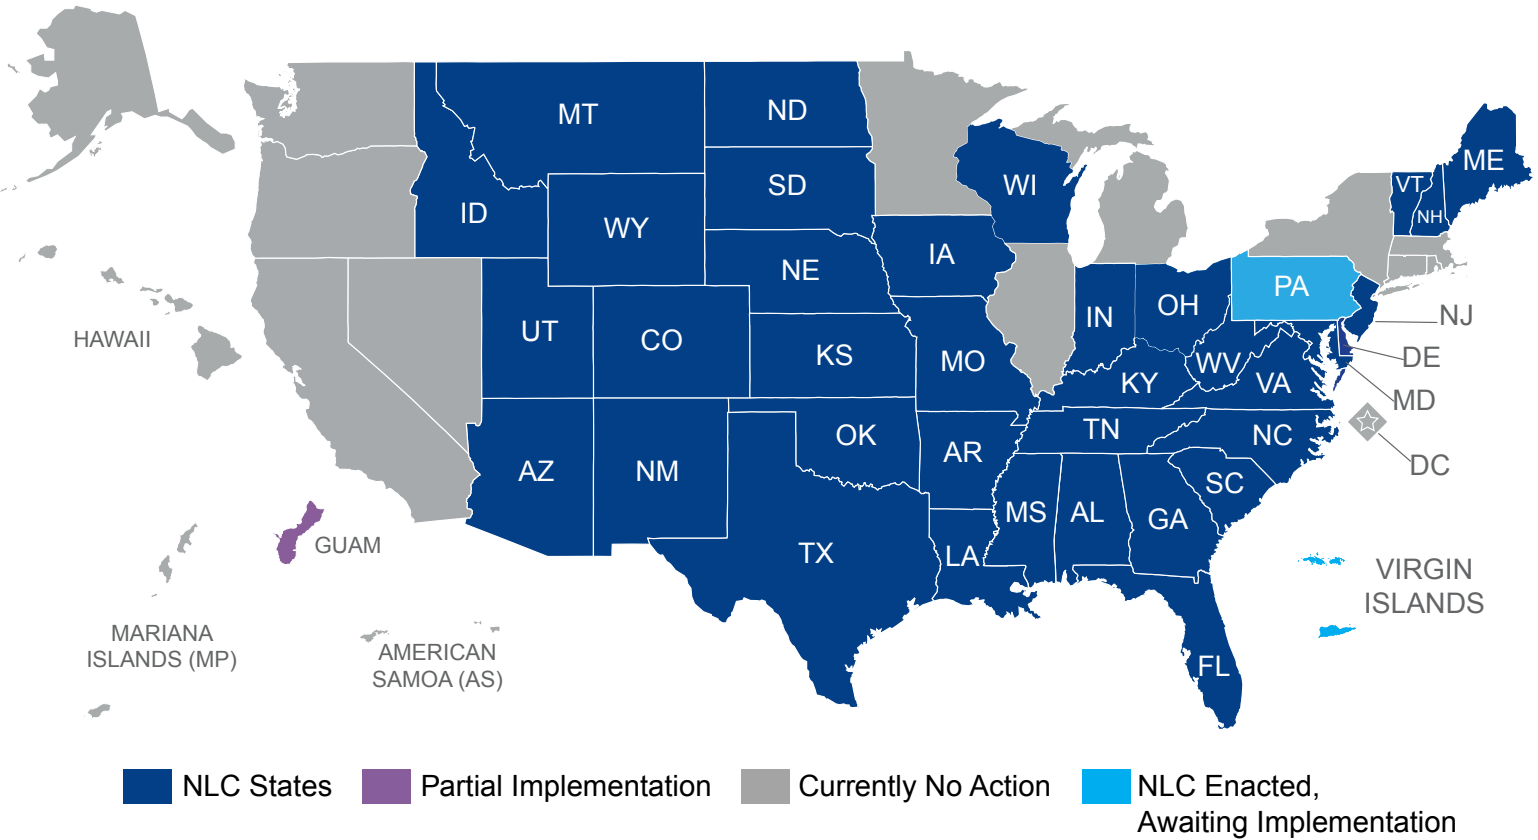 MT
ND
ME
VT
NH
SD
WI
ID
WY
IA
NE
PA
NJ
OH
IN
UT
CO
KS
MO
WV
KY
VA
DE
MD
HAWAII
TN
NC
DC
OK
AR
AZ
NM
SC
MS
AL
GA
GUAM
TX
LA
VIRGIN
ISLANDS
MARIANA
ISLANDS (MP)
AMERICAN
SAMOA (AS)
FL
NLC States
Partial Implementation
Currently No Action
NLC Enacted,
Awaiting Implementation